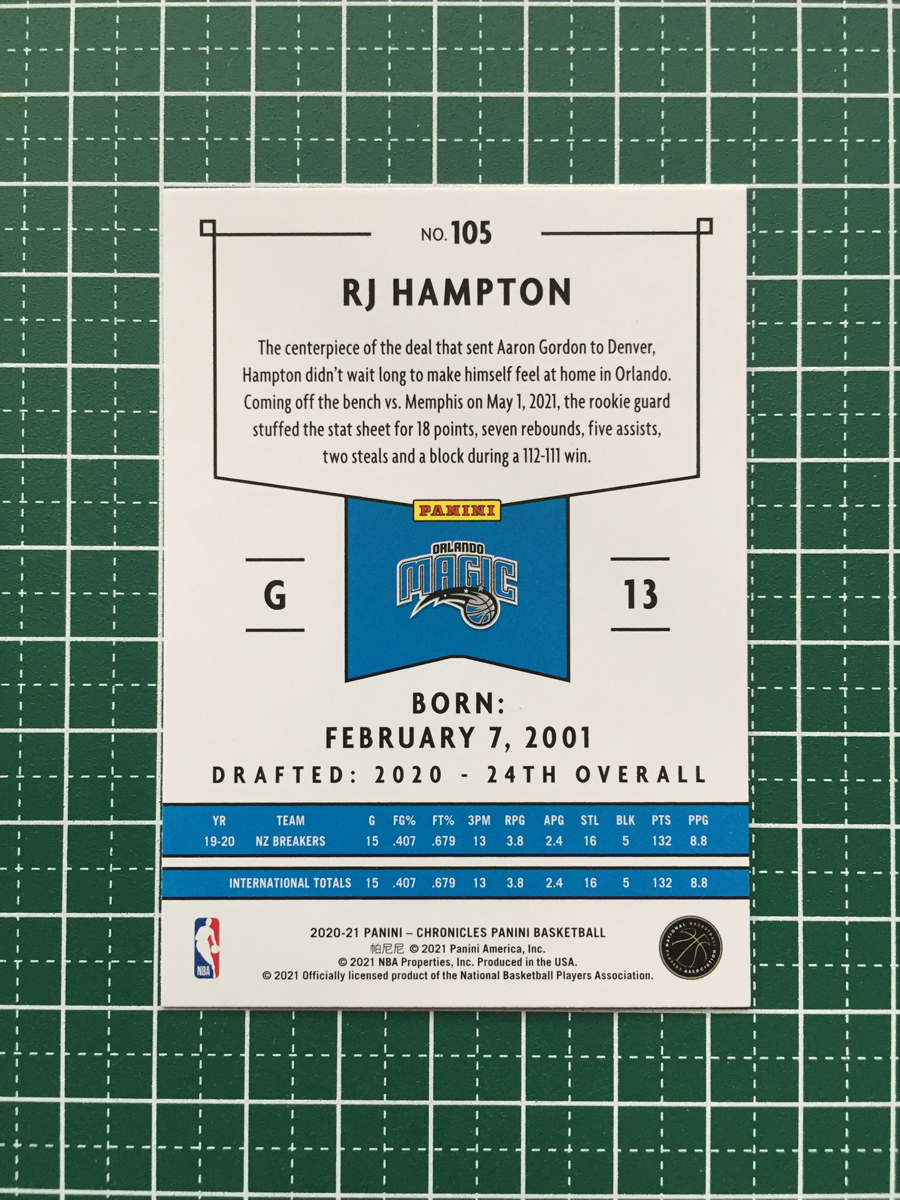 NO. 105
RJ HAMPTON
The centerpiece of the deal that sent Aaron Gordon to Denver,
Hampton didn't wait long to make himself feel at home in Orlando.
Coming off the bench vs. Memphis on May 1, 2021, the rookie guard
stuffed the stat sheet for 18 points, seven rebounds, five assists,
two steals and a block during a 112-111 win.
PANINI
ORLANDO
MAGIC
G
13
BORN:
FEBRUARY 7, 2001
DRAFTED: 2020 - 24TH OVERALL
YR TEAM G FG% FT% 3PM RPG APG STL BLK PTS PPG
19-20 NZ BREAKERS 15 .407 .679 13 3.8 2.4 16 5 132 8.8
INTERNATIONAL TOTALS 15 .407 .679 13 3.8 2.4 16 5 132 8.8
2020-21 PANINI – CHRONICLES PANINI BASKETBALL
帕尼尼 © 2021 Panini America, Inc.
© 2021 NBA Properties, Inc. Produced in the USA.
© 2021 Officially licensed product of the National Basketball Players Association.
NBA
NATIONAL BASKETBALL
PLAYERS ASSOCIATION